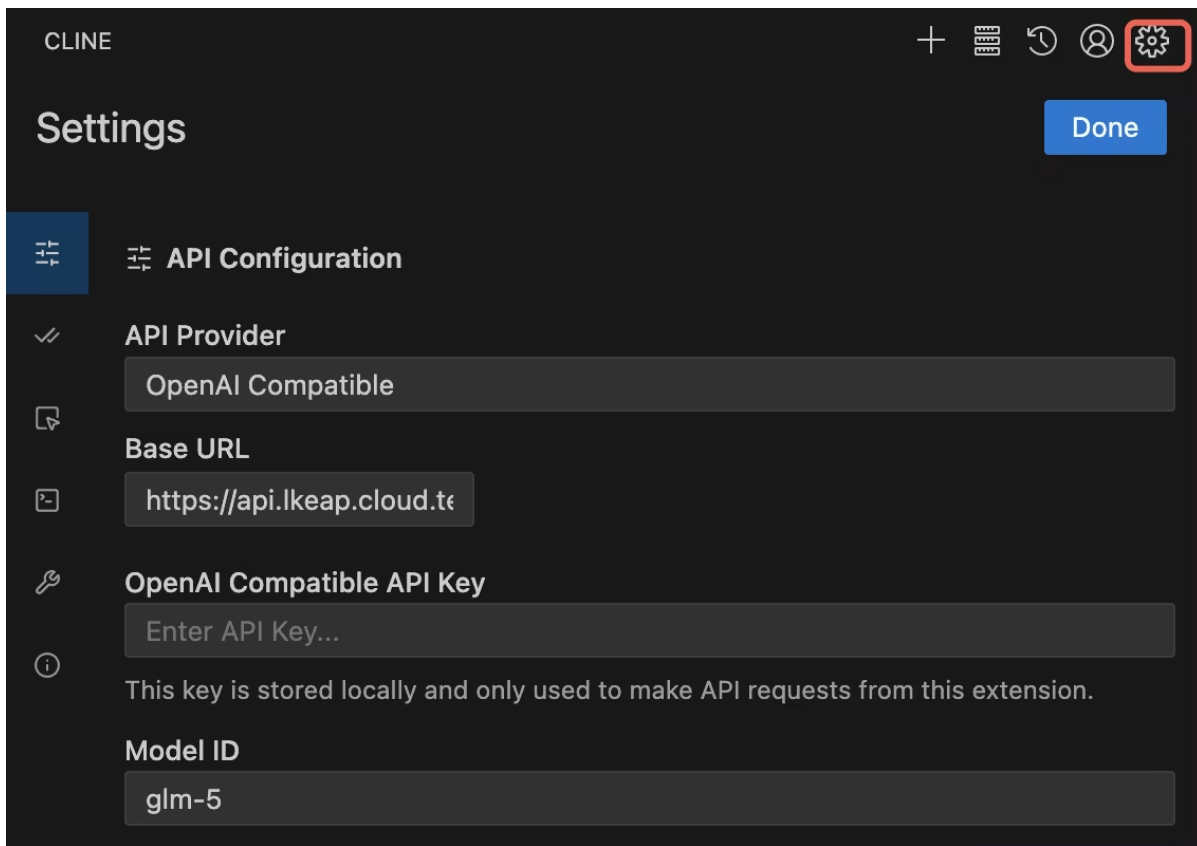 CLINE
Settings
Done
API Configuration
API Provider
OpenAI Compatible
Base URL
https://api.lkeap.cloud.te
OpenAI Compatible API Key
Enter API Key...
This key is stored locally and only used to make API requests from this extension.
Model ID
glm-5